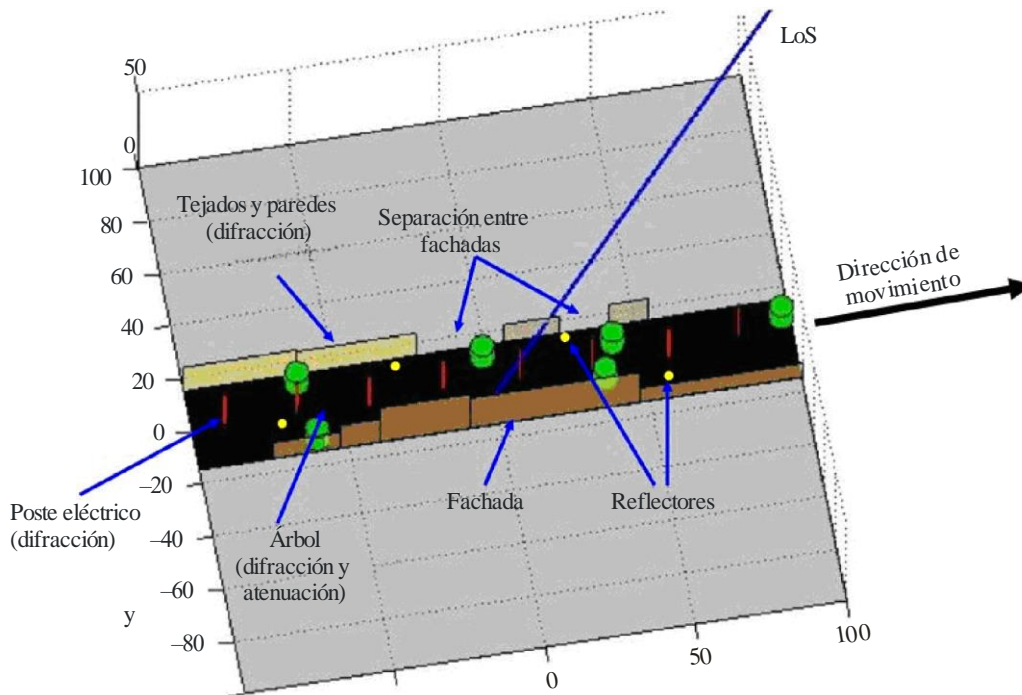 LoS
50
0
100
80
60
40
20
0
–20
–40
–60
–80
y
Tejados y paredes
(difracción)
Separación entre
fachadas
Dirección de
movimiento
Poste eléctrico
(difracción)
Árbol
(difracción y
atenuación)
Fachada
Reflectores
0
50
100